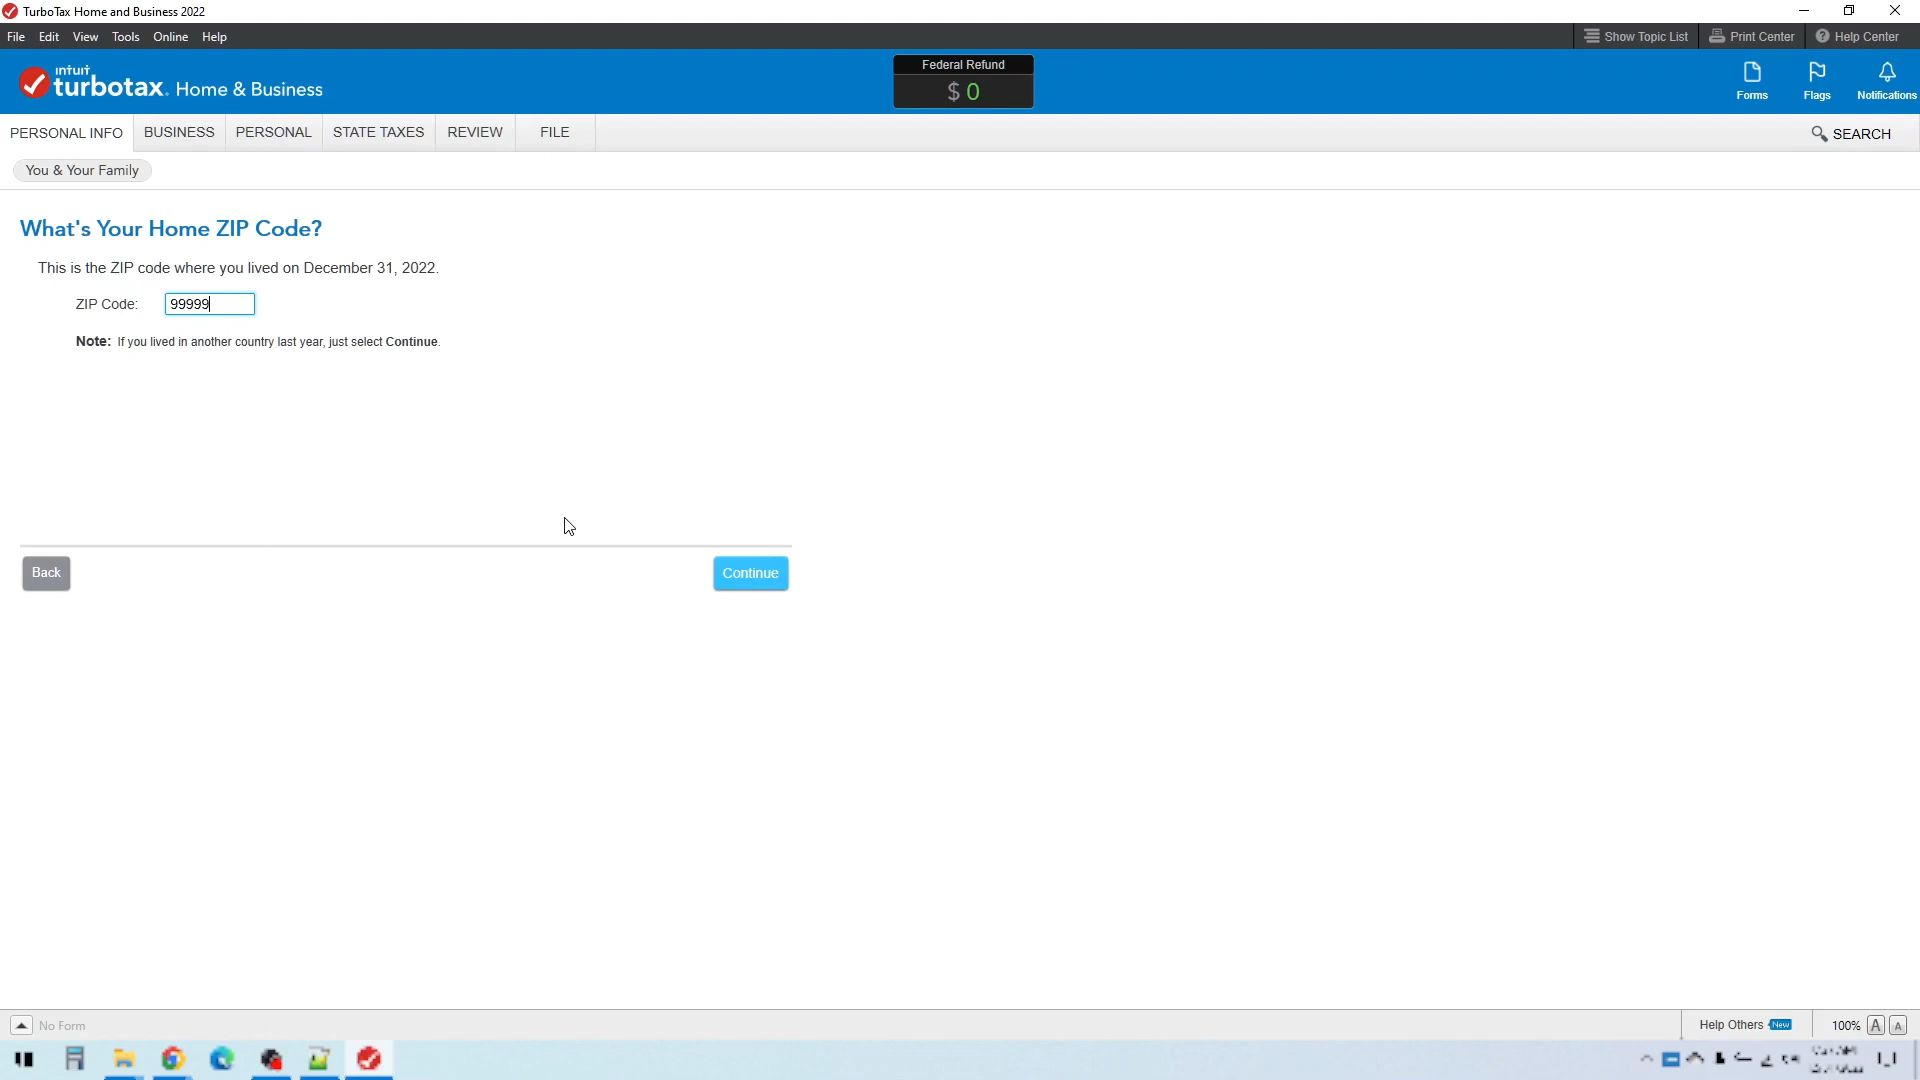 TurboTax Home and Business 2022
File Edit View Tools Online Help
Show Topic List Print Center Help Center
intuit
turbotax. Home & Business
Federal Refund
$ 0
Forms Flags Notifications
PERSONAL INFO BUSINESS PERSONAL STATE TAXES REVIEW FILE
SEARCH
You & Your Family
What's Your Home ZIP Code?
This is the ZIP code where you lived on December 31, 2022.
ZIP Code: 99999
Note: If you lived in another country last year, just select Continue.
Back
Continue
No Form
Help Others New
100% A A